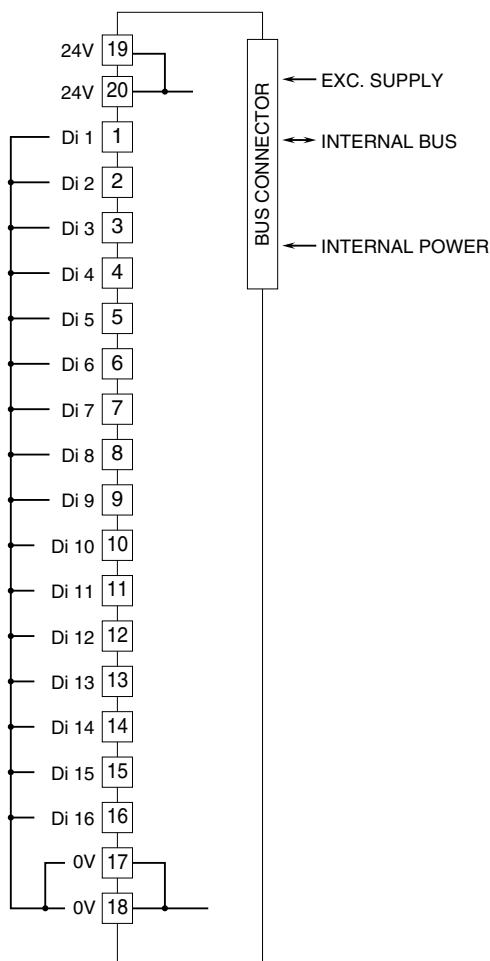 24V 19
24V 20
Di 1 1
Di 2 2
Di 3 3
Di 4 4
Di 5 5
Di 6 6
Di 7 7
Di 8 8
Di 9 9
Di 10 10
Di 11 11
Di 12 12
Di 13 13
Di 14 14
Di 15 15
Di 16 16
0V 17
0V 18
BUS CONNECTOR
EXC. SUPPLY
INTERNAL BUS
INTERNAL POWER